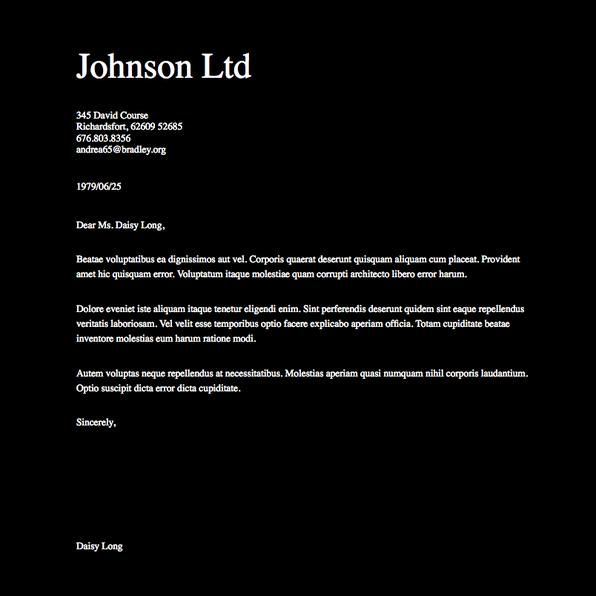 Johnson Ltd
345 David Course
Richardsfort, 62609 52685
676.803.8356
andrea65@bradley.org
1979/06/25
Dear Ms. Daisy Long,
Beatae voluptatibus ea dignissimos aut vel. Corporis quaerat deserunt quisquam aliquam cum placeat. Provident
amet hic quisquam error. Voluptatum itaque molestiae quam corrupti architecto libero error harum.
Dolore eveniet iste aliquam itaque tenetur eligendi enim. Sint perferendis deserunt quidem sint eaque repellendus
veritatis laboriosam. Vel velit esse temporibus optio facere explicabo aperiam officia. Totam cupiditate beatae
inventore molestias eum harum ratione modi.
Autem voluptas neque repellendus at necessitatibus. Molestias aperiam quasi numquam nihil corporis laudantium.
Optio suscipit dicta error dicta cupiditate.
Sincerely,
Daisy Long